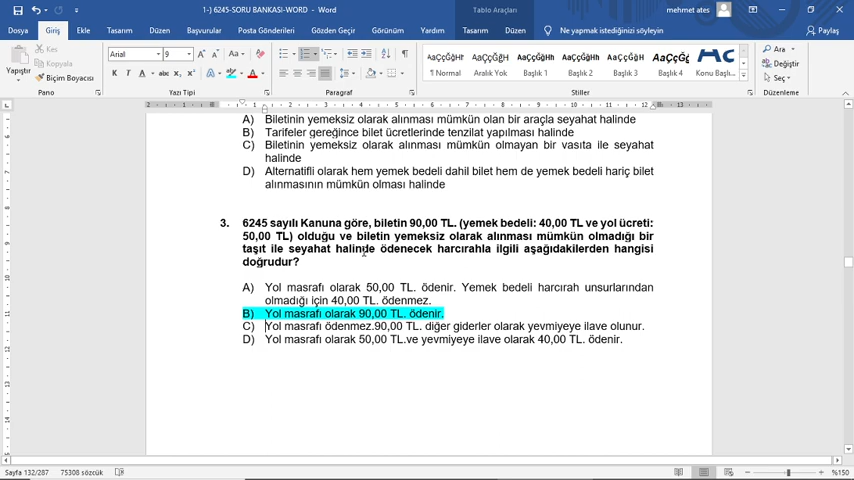 1-) 6245-SORU BANKASI-WORD - Word
Tablo Araçları
mehmet ates
Dosya Giriş Ekle Tasarım Düzen Başvurular Posta Gönderileri Gözden Geçir Görünüm Yardım Tasarım Düzen Ne yapmak istediğinizi söyleyin Paylaş
Yapıştır
Kes
Kopyala
Biçim Boyacısı
Pano
Arial 9
Yazı Tipi
Paragraf
AaBbÇçĞğHh AaBbÇçĞğHh AaBbÇçĞğHh AaBbÇçĞğHh AaBbÇçĞğHh AaBbÇçĞğ
¶ Normal Aralık Yok Başlık 1 Başlık 2 Başlık 3 Başlık 4 Konu Başlı...
Stiller
Ara
Değiştir
Seç
Düzenleme
A) Biletinin yemeksiz olarak alınması mümkün olan bir araçla seyahat halinde
B) Tarifeler gereğince bilet ücretlerinde tenzilat yapılması halinde
C) Biletinin yemeksiz olarak alınması mümkün olmayan bir vasıta ile seyahat
halinde
D) Alternatifli olarak hem yemek bedeli dahil bilet hem de yemek bedeli hariç bilet
alınmasının mümkün olması halinde
3. 6245 sayılı Kanuna göre, biletin 90,00 TL. (yemek bedeli: 40,00 TL ve yol ücreti:
50,00 TL) olduğu ve biletin yemeksiz olarak alınması mümkün olmadığı bir
taşıt ile seyahat halinde ödenecek harcırahla ilgili aşağıdakilerden hangisi
doğrudur?
A) Yol masrafı olarak 50,00 TL. ödenir. Yemek bedeli harcırah unsurlarından
olmadığı için 40,00 TL. ödenmez.
B) Yol masrafı olarak 90,00 TL. ödenir.
C) Yol masrafı ödenmez.90,00 TL. diğer giderler olarak yevmiyeye ilave olunur.
D) Yol masrafı olarak 50,00 TL.ve yevmiyeye ilave olarak 40,00 TL. ödenir.
Sayfa 132/287 75308 sözcük
%150